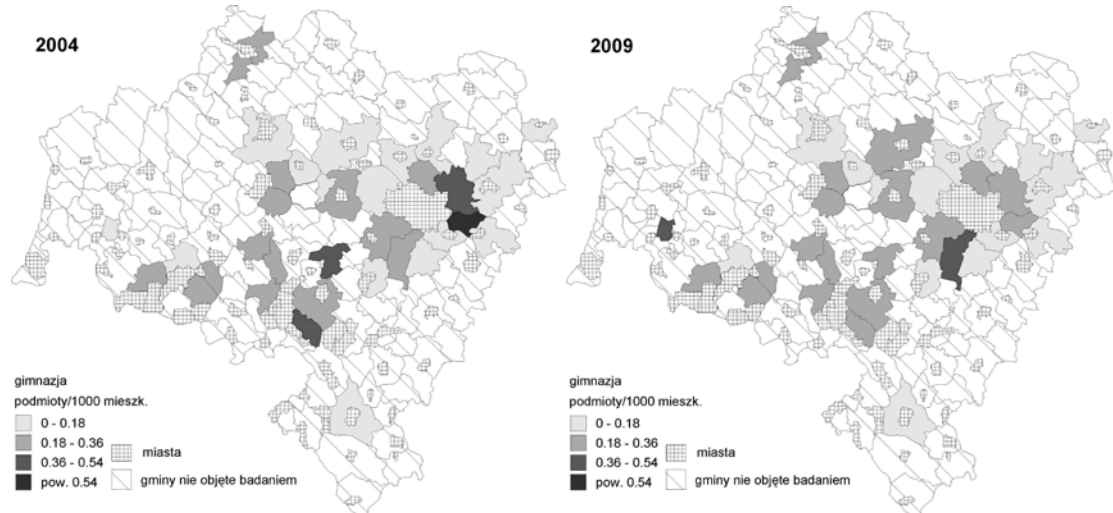 2004
gimnazja
podmioty/1000 mieszk.
0 - 0.18
0.18 - 0.36
0.36 - 0.54
pow. 0.54
miasta
gminy nie objęte badaniem
2009
gimnazja
podmioty/1000 mieszk.
0 - 0.18
0.18 - 0.36
0.36 - 0.54
pow. 0.54
miasta
gminy nie objęte badaniem